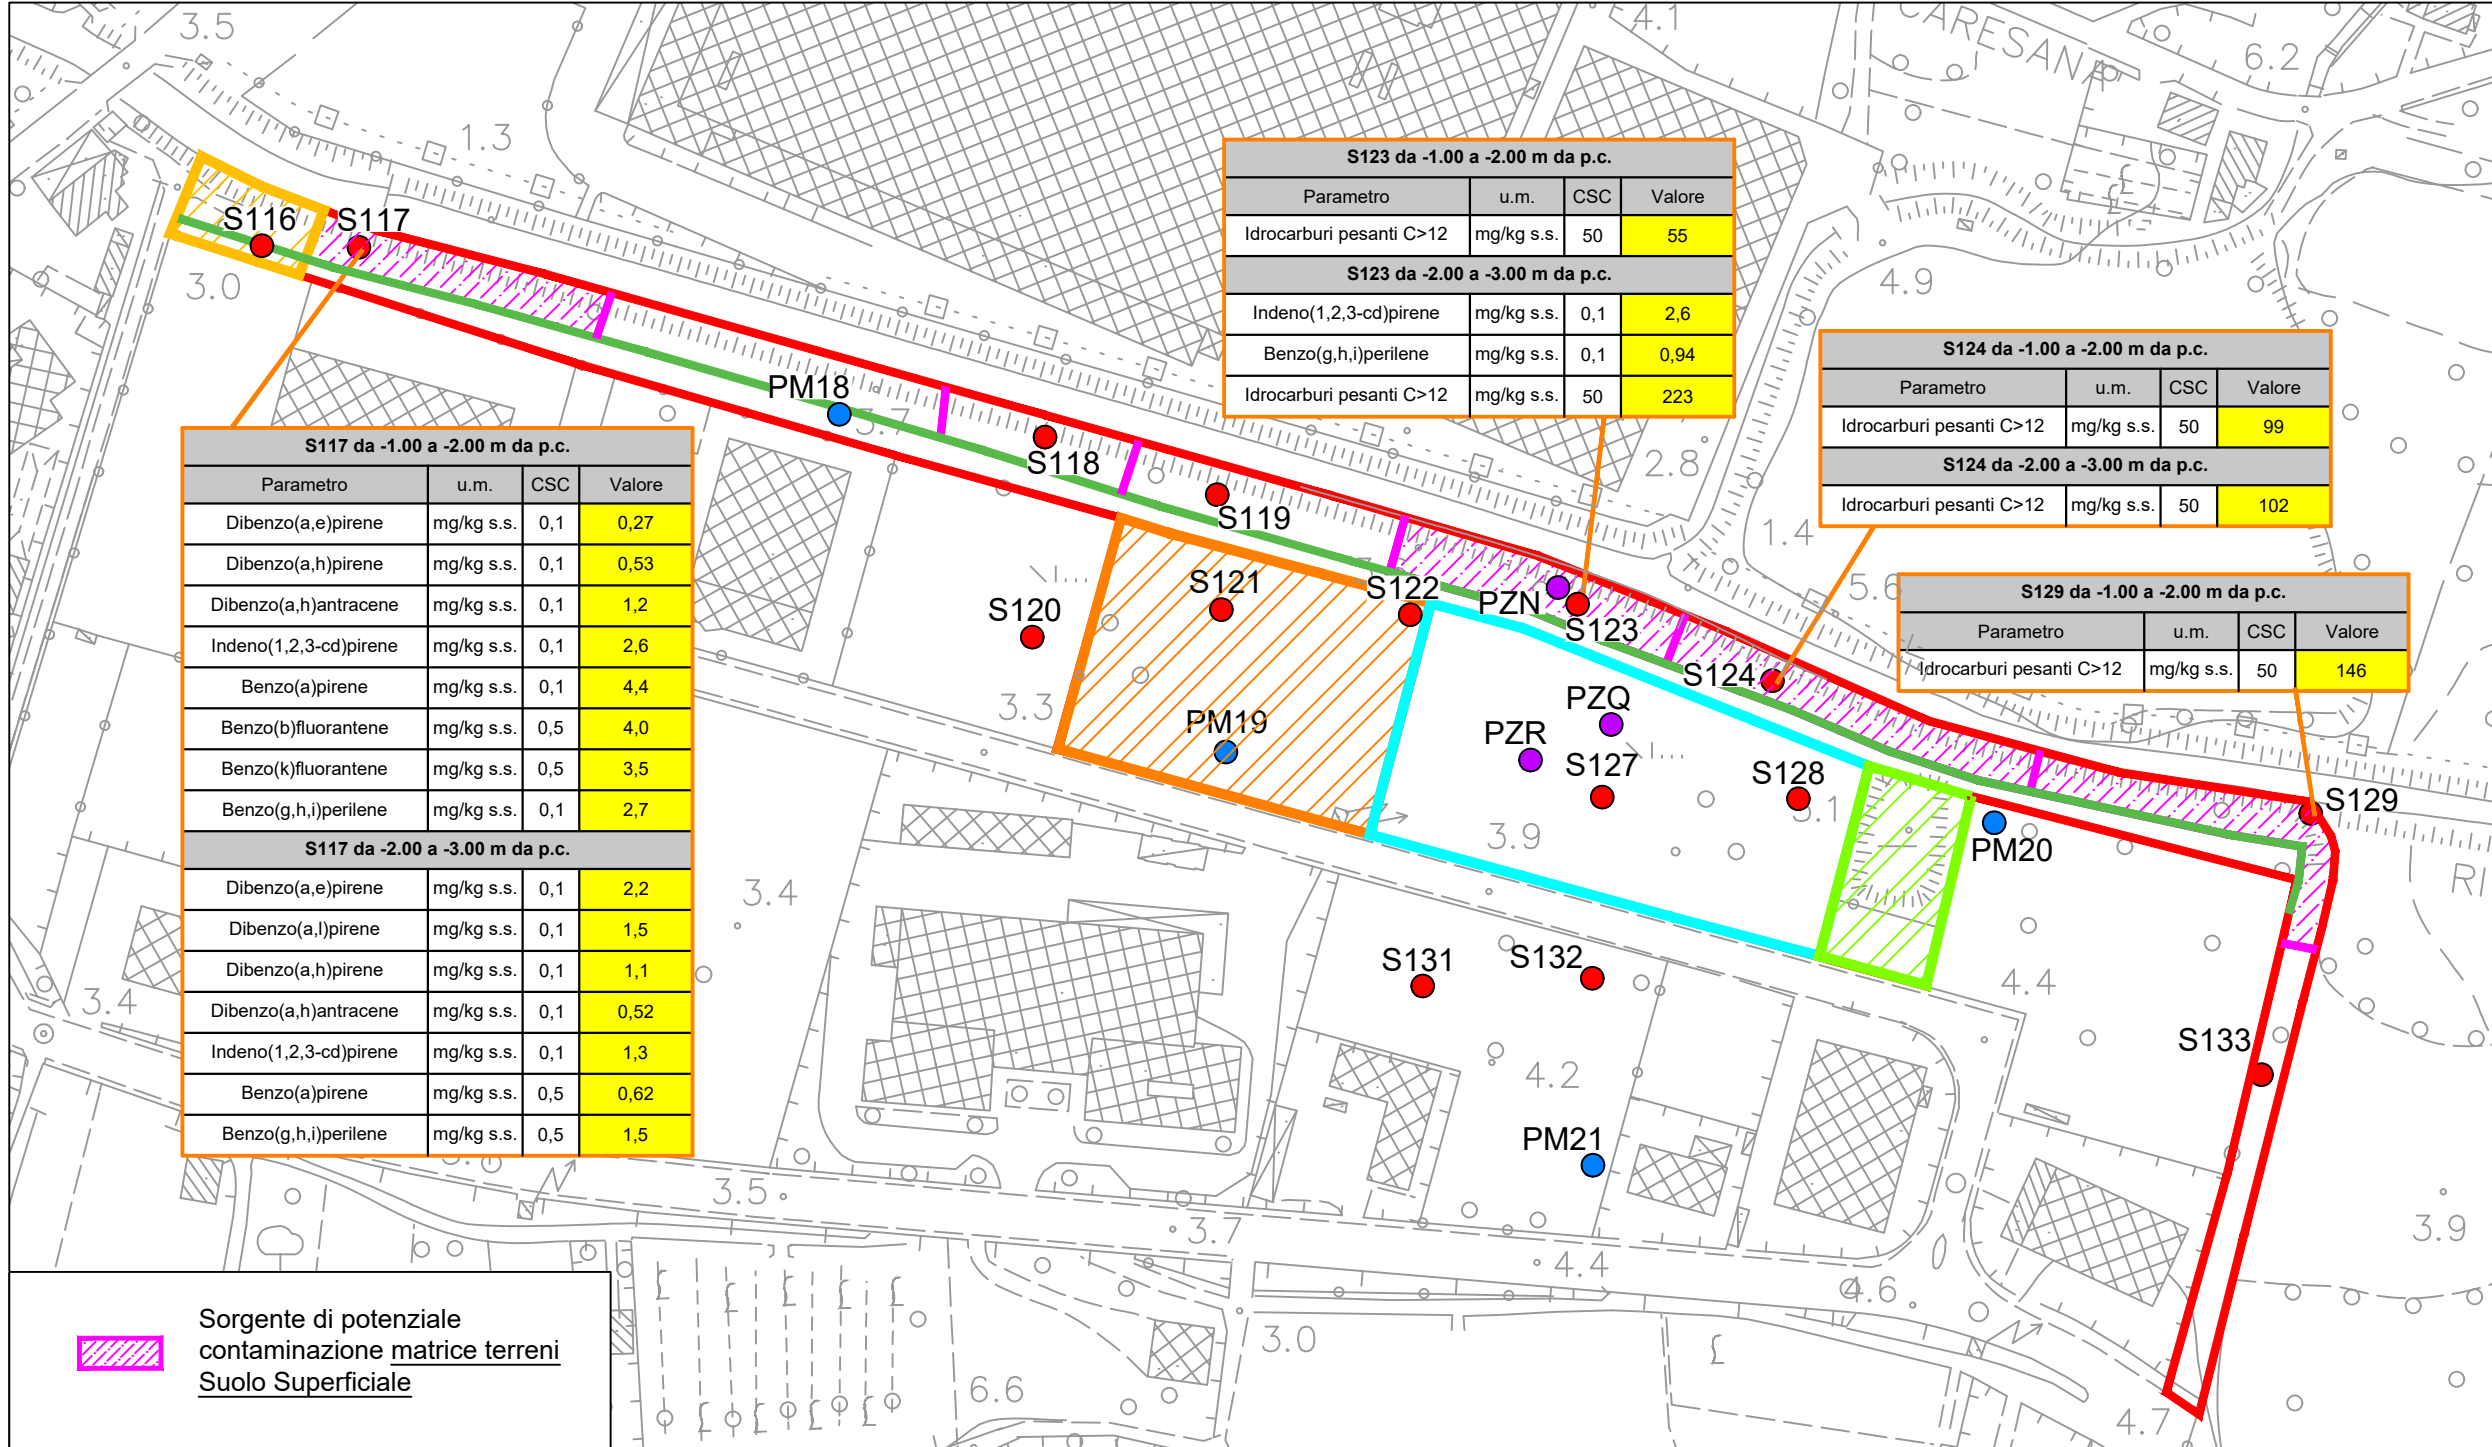 3.5
4.1
CARESANA
6.2
1.3
S123 da -1.00 a -2.00 m da p.c.
Parametro u.m. CSC Valore
Idrocarburi pesanti C>12 mg/kg s.s. 50 55
S123 da -2.00 a -3.00 m da p.c.
Indeno(1,2,3-cd)pirene mg/kg s.s. 0,1 2,6
Benzo(g,h,i)perilene mg/kg s.s. 0,1 0,94
Idrocarburi pesanti C>12 mg/kg s.s. 50 223
S116
S117
3.0
4.9
S124 da -1.00 a -2.00 m da p.c.
Parametro u.m. CSC Valore
Idrocarburi pesanti C>12 mg/kg s.s. 50 99
S124 da -2.00 a -3.00 m da p.c.
Idrocarburi pesanti C>12 mg/kg s.s. 50 102
PM18
3.7
S118
2.8
S119
1.4
5.6
S117 da -1.00 a -2.00 m da p.c.
Parametro u.m. CSC Valore
Dibenzo(a,e)pirene mg/kg s.s. 0,1 0,27
Dibenzo(a,h)pirene mg/kg s.s. 0,1 0,53
Dibenzo(a,h)antracene mg/kg s.s. 0,1 1,2
Indeno(1,2,3-cd)pirene mg/kg s.s. 0,1 2,6
Benzo(a)pirene mg/kg s.s. 0,1 4,4
Benzo(b)fluorantene mg/kg s.s. 0,5 4,0
Benzo(k)fluorantene mg/kg s.s. 0,5 3,5
Benzo(g,h,i)perilene mg/kg s.s. 0,1 2,7
S117 da -2.00 a -3.00 m da p.c.
Dibenzo(a,e)pirene mg/kg s.s. 0,1 2,2
Dibenzo(a,l)pirene mg/kg s.s. 0,1 1,5
Dibenzo(a,h)pirene mg/kg s.s. 0,1 1,1
Dibenzo(a,h)antracene mg/kg s.s. 0,1 0,52
Indeno(1,2,3-cd)pirene mg/kg s.s. 0,1 1,3
Benzo(a)pirene mg/kg s.s. 0,5 0,62
Benzo(g,h,i)perilene mg/kg s.s. 0,5 1,5
S129 da -1.00 a -2.00 m da p.c.
Parametro u.m. CSC Valore
Idrocarburi pesanti C>12 mg/kg s.s. 50 146
S120
S121
S122
PZN
S123
S124
3.3
PM19
PZQ
PZR
S127
S128
9.1
S129
PM20
3.9
RI
3.4
S131
S132
4.4
3.4
S133
4.2
PM21
3.5
3.7
3.9
4.4
4.6
3.0
6.6
4.7
Sorgente di potenziale
contaminazione matrice terreni
Suolo Superficiale